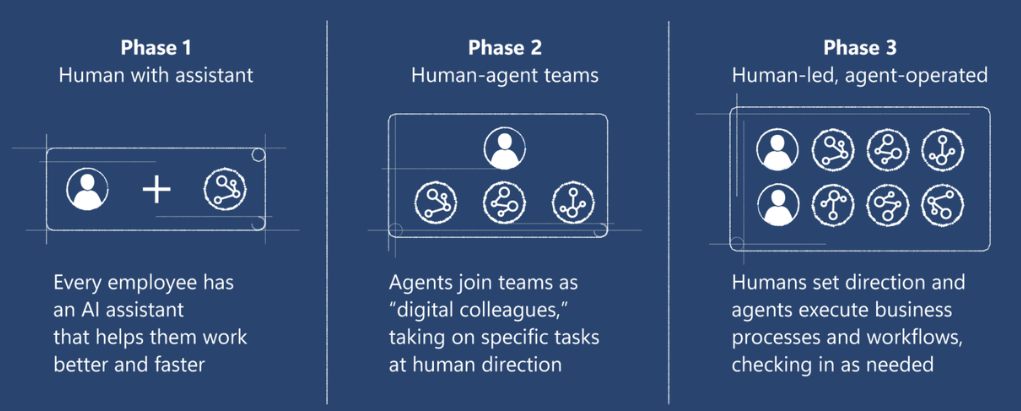 Phase 1
Human with assistant
Every employee has
an AI assistant
that helps them work
better and faster
Phase 2
Human-agent teams
Agents join teams as
“digital colleagues,”
taking on specific tasks
at human direction
Phase 3
Human-led, agent-operated
Humans set direction and
agents execute business
processes and workflows,
checking in as needed